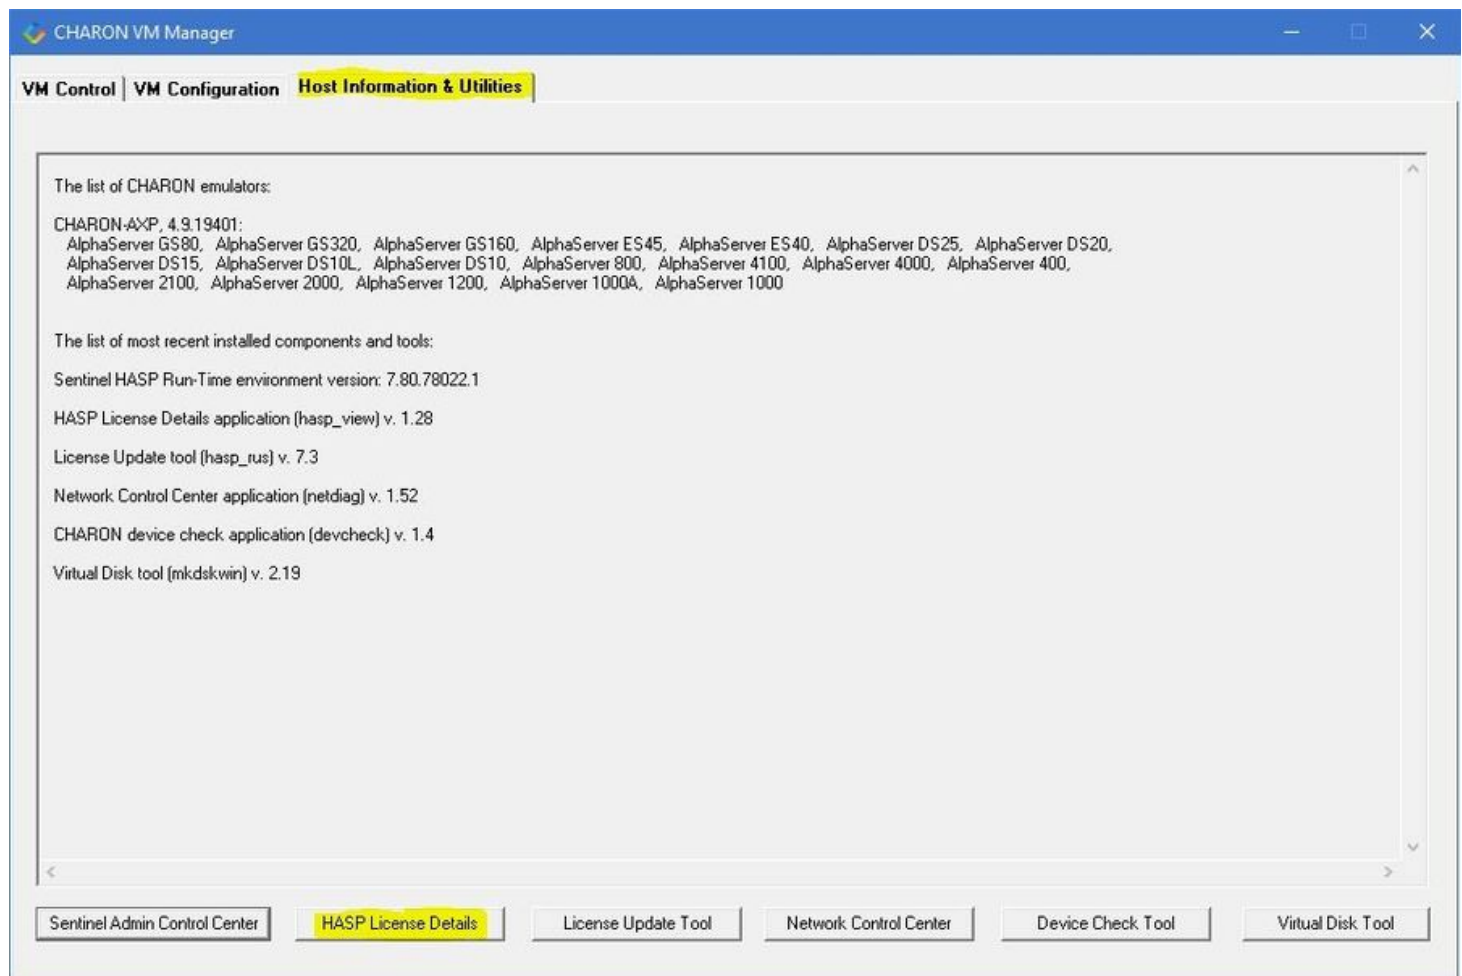 CHARON VM Manager
VM Control VM Configuration Host Information & Utilities
The list of CHARON emulators:
CHARON-AXP, 4.9.19401:
AlphaServer GS80, AlphaServer GS320, AlphaServer GS160, AlphaServer ES45, AlphaServer ES40, AlphaServer DS25, AlphaServer DS20,
AlphaServer DS15, AlphaServer DS10L, AlphaServer DS10, AlphaServer 800, AlphaServer 4100, AlphaServer 4000, AlphaServer 400,
AlphaServer 2100, AlphaServer 2000, AlphaServer 1200, AlphaServer 1000A, AlphaServer 1000
The list of most recent installed components and tools:
Sentinel HASP Run-Time environment version: 7.80.78022.1
HASP License Details application (hasp_view) v. 1.28
License Update tool (hasp_rus) v. 7.3
Network Control Center application (netdiag) v. 1.52
CHARON device check application (devcheck) v. 1.4
Virtual Disk tool (mkdskwin) v. 2.19
Sentinel Admin Control Center HASP License Details License Update Tool Network Control Center Device Check Tool Virtual Disk Tool